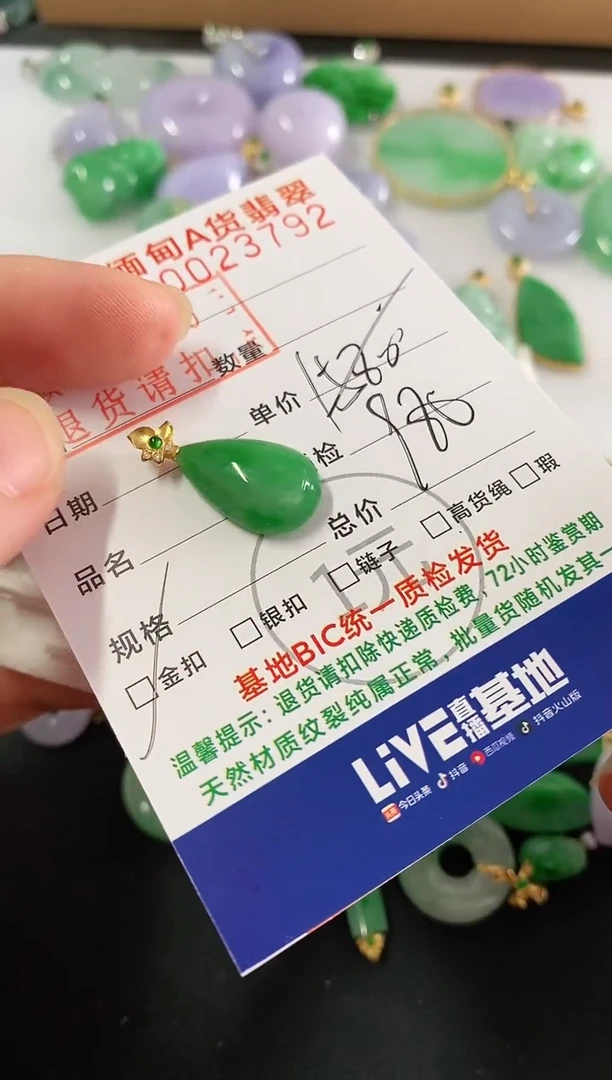 缅甸A货翡翠
0023792
退货请扣
数量
单价
检
日期
品名
总价
规格
金扣 银扣 链子 高货绳 瑕
1元
基地BIC统一质检发货
温馨提示：退货请扣除快递质检费，72小时鉴赏期
天然材质纹裂纯属正常，批量货随机发其一
LiVE直播基地
今日头条 抖音 西瓜视频 抖音火山版